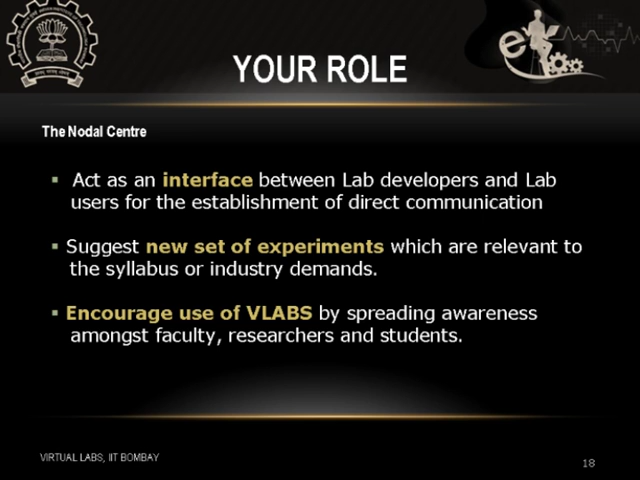 YOUR ROLE
The Nodal Centre
▪ Act as an interface between Lab developers and Lab
users for the establishment of direct communication
▪ Suggest new set of experiments which are relevant to
the syllabus or industry demands.
▪ Encourage use of VLABS by spreading awareness
amongst faculty, researchers and students.
VIRTUAL LABS, IIT BOMBAY
18